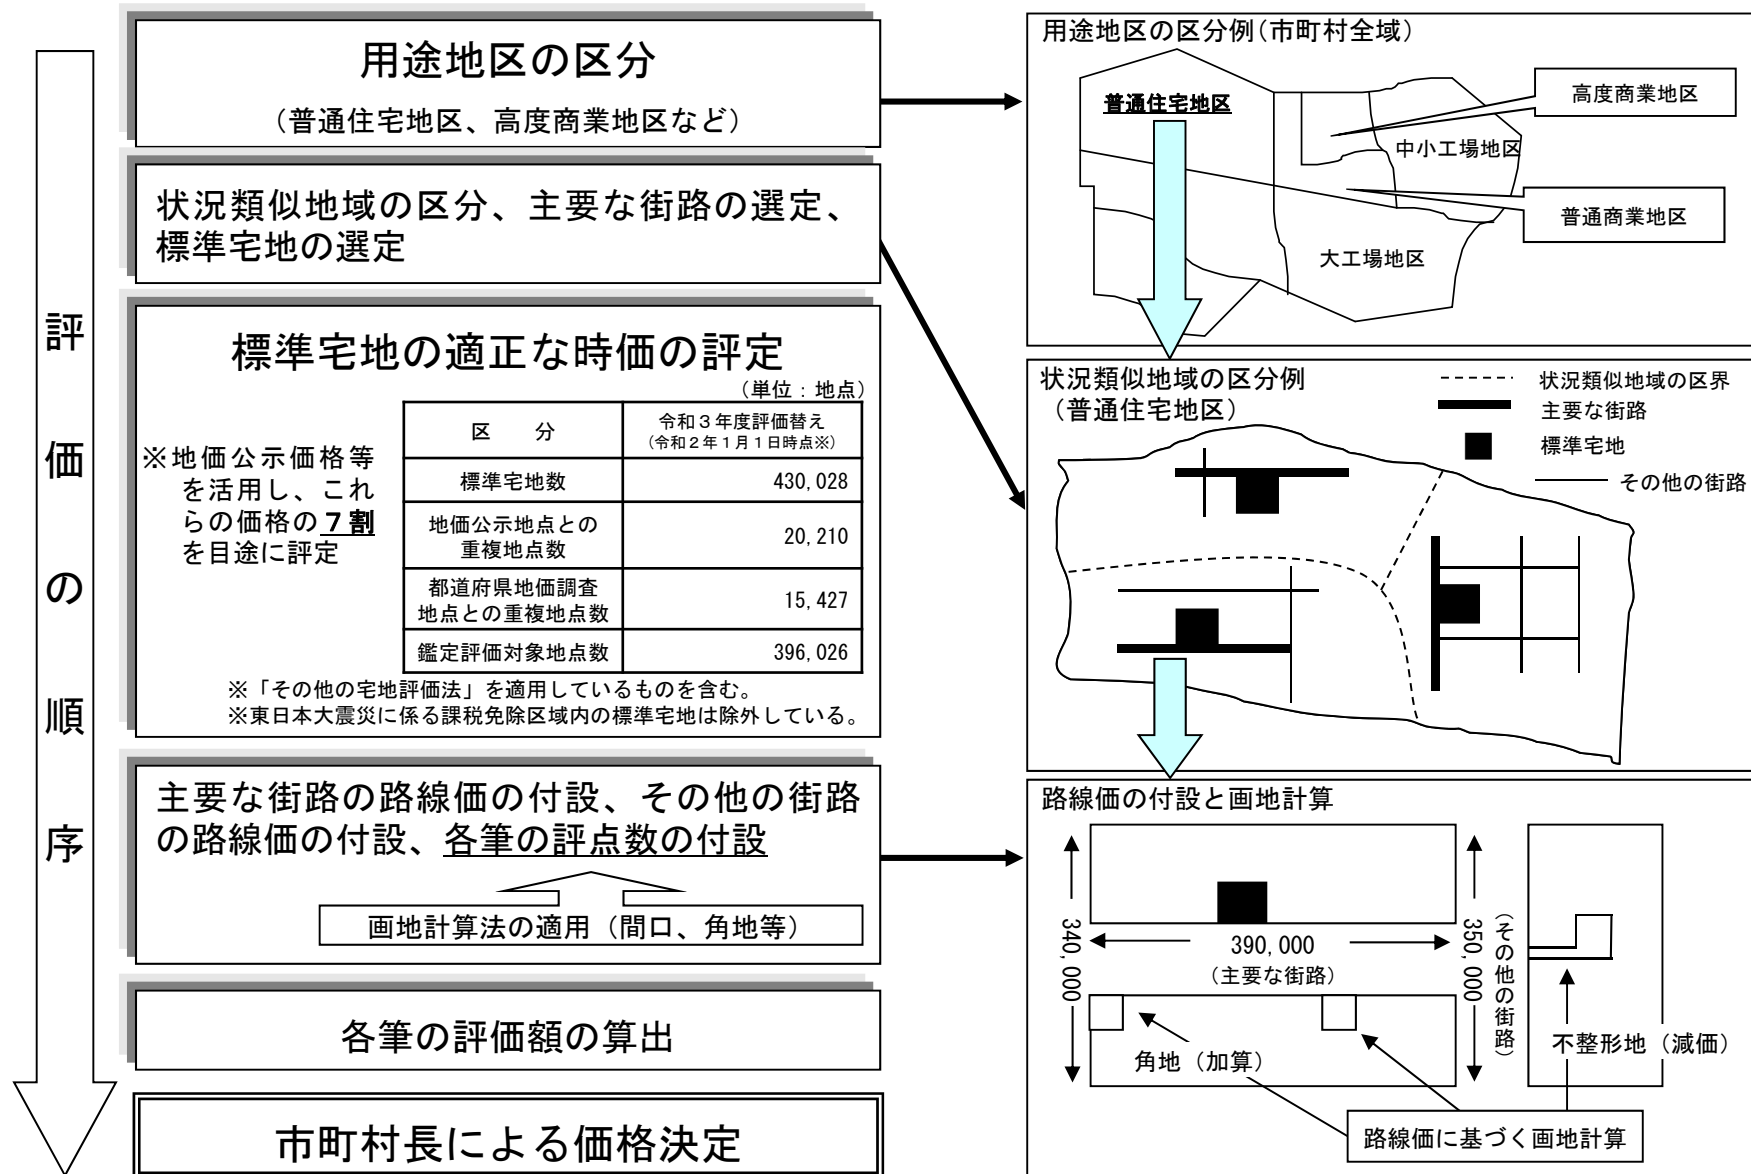 評価の順序
用途地区の区分
（普通住宅地区、高度商業地区など）
状況類似地域の区分、主要な街路の選定、
標準宅地の選定
標準宅地の適正な時価の評定
（単位：地点）
※地価公示価格等
を活用し、これ
らの価格の７割
を目途に評定
区　分
令和３年度評価替え
（令和２年１月１日時点※）
標準宅地数
430,028
地価公示地点との
重複地点数
20,210
都道府県地価調査
地点との重複地点数
15,427
鑑定評価対象地点数
396,026
※「その他の宅地評価法」を適用しているものを含む。
※東日本大震災に係る課税免除区域内の標準宅地は除外している。
主要な街路の路線価の付設、その他の街路
の路線価の付設、各筆の評点数の付設
画地計算法の適用（間口、角地等）
各筆の評価額の算出
市町村長による価格決定
用途地区の区分例（市町村全域）
普通住宅地区
高度商業地区
中小工場地区
普通商業地区
大工場地区
状況類似地域の区分例
（普通住宅地区）
状況類似地域の区界
主要な街路
標準宅地
その他の街路
路線価の付設と画地計算
340,000
390,000
（主要な街路）
350,000
（その他の街路）
角地（加算）
不整形地（減価）
路線価に基づく画地計算